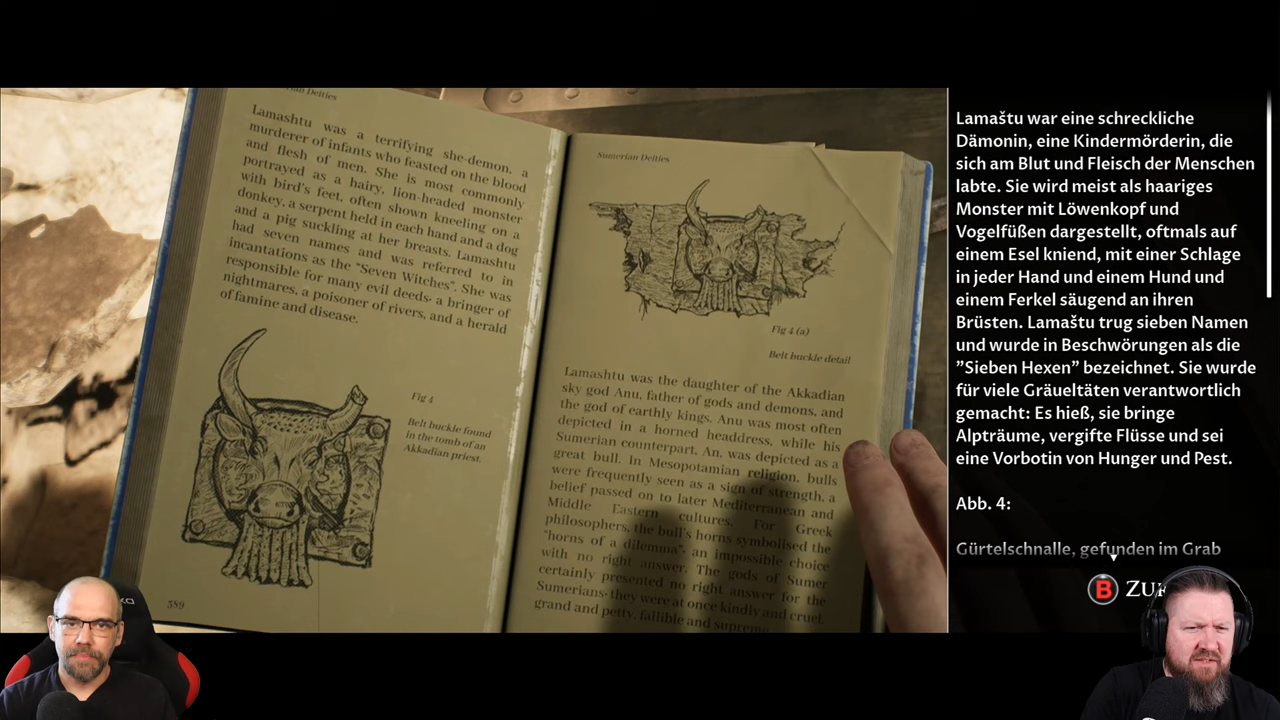 Lamashtu was a terrifying she-demon, a
murderer of infants who feasted on the blood
and flesh of men. She is most commonly
portrayed as a hairy, lion-headed monster
with bird's feet, often shown kneeling on a
donkey, a serpent held in each hand and a dog
and a pig suckling at her breasts. Lamashtu
had seven names and was referred to in
incantations as the "Seven Witches". She was
responsible for many evil deeds: a bringer of
nightmares, a poisoner of rivers, and a herald
of famine and disease.
Fig 4
Belt buckle found
in the tomb of an
Akkadian priest.
389
Sumerian Deities
Fig 4 (a)
Belt buckle detail
Lamashtu was the daughter of the Akkadian
sky god Anu, father of gods and demons, and
the god of earthly kings. Anu was most often
depicted in a horned headdress, while his
Sumerian counterpart, An, was depicted as a
great bull. In Mesopotamian religion, bulls
were frequently seen as a sign of strength, a
belief passed on to later Mediterranean and
Middle Eastern cultures. For Greek
philosophers, the bull's horns symbolised the
"horns of a dilemma": an impossible choice
with no right answer. The gods of Sumer
certainly presented no right answer for the
Sumerians: they were at once kindly and cruel,
grand and petty, fallible and supreme
Lamaštu war eine schreckliche
Dämonin, eine Kindermörderin, die
sich am Blut und Fleisch der Menschen
labte. Sie wird meist als haariges
Monster mit Löwenkopf und
Vogelfüßen dargestellt, oftmals auf
einem Esel kniend, mit einer Schlage
in jeder Hand und einem Hund und
einem Ferkel säugend an ihren
Brüsten. Lamaštu trug sieben Namen
und wurde in Beschwörungen als die
"Sieben Hexen" bezeichnet. Sie wurde
für viele Gräueltäten verantwortlich
gemacht: Es hieß, sie bringe
Alpträume, vergifte Flüsse und sei
eine Vorbotin von Hunger und Pest.
Abb. 4:
Gürtelschnalle, gefunden im Grab
B